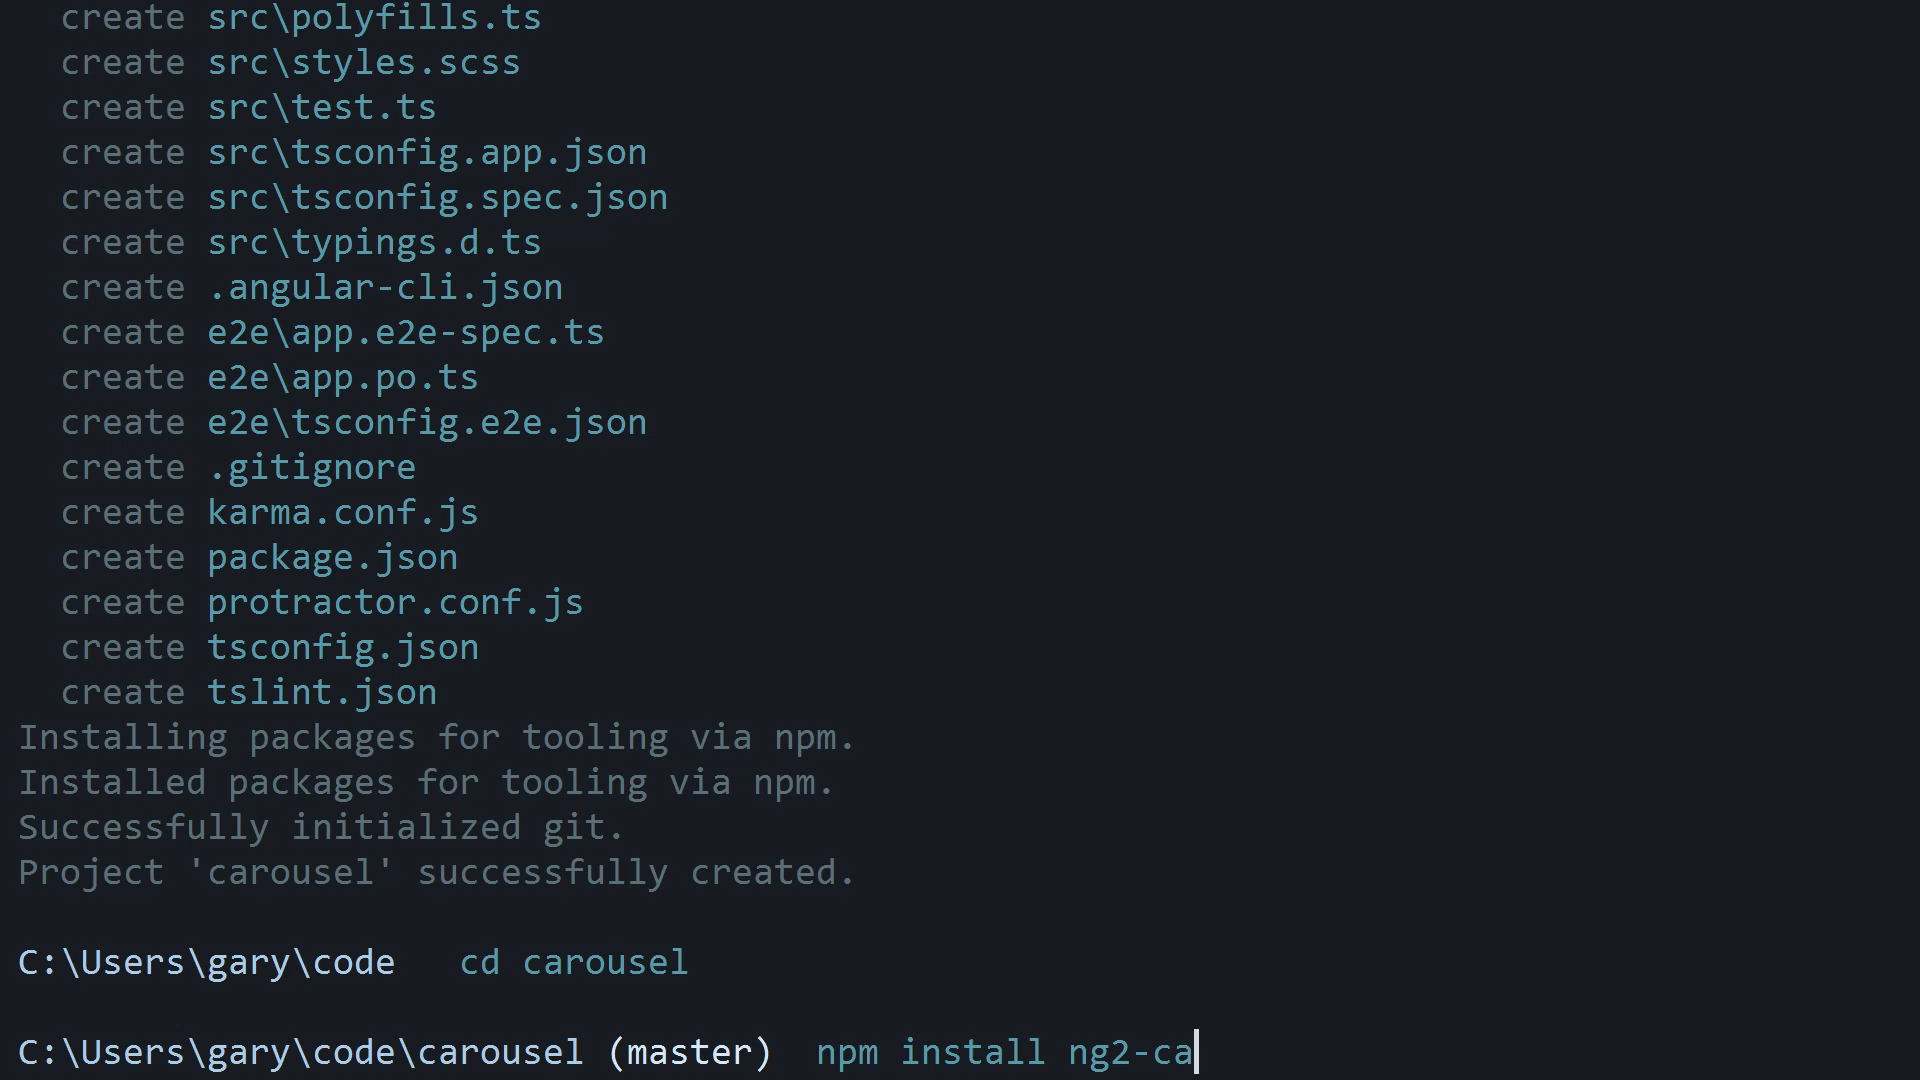 create src\polyfills.ts
create src\styles.scss
create src\test.ts
create src\tsconfig.app.json
create src\tsconfig.spec.json
create src\typings.d.ts
create .angular-cli.json
create e2e\app.e2e-spec.ts
create e2e\app.po.ts
create e2e\tsconfig.e2e.json
create .gitignore
create karma.conf.js
create package.json
create protractor.conf.js
create tsconfig.json
create tslint.json
Installing packages for tooling via npm.
Installed packages for tooling via npm.
Successfully initialized git.
Project 'carousel' successfully created.
C:\Users\gary\code   cd carousel
C:\Users\gary\code\carousel (master)  npm install ng2-ca